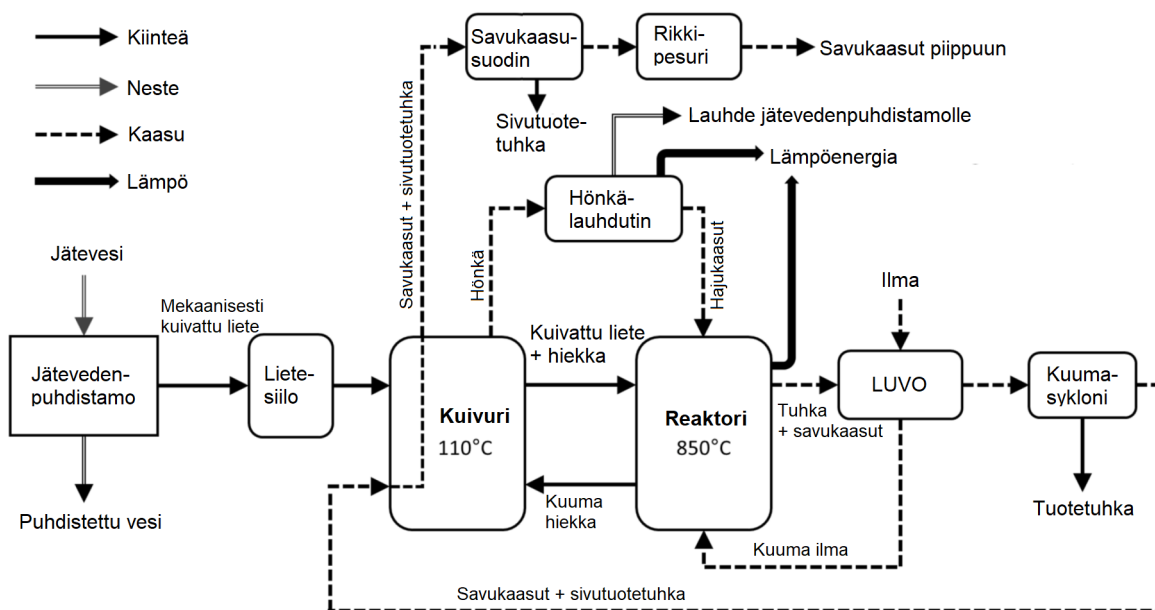 Kiinteä
Neste
Kaasu
Lämpö
Savukaasu-
suodin
Rikki-
pesuri
Savukaasut piippuun
Sivutuote-
tuhka
Lauhde jätevedenpuhdistamolle
Lämpöenergia
Hönkä-
lauhdutin
Savukaasut + sivutuotetuhka
Hönkä
Hajukaasut
Jätevesi
Mekaanisesti
kuivattu liete
Jäteveden-
puhdistamo
Puhdistettu vesi
Liete-
siilo
Kuivuri
110°C
Kuivattu liete
+ hiekka
Kuuma
hiekka
Reaktori
850°C
Tuhka
+ savukaasut
Ilma
LUVO
Kuuma ilma
Kuuma-
sykloni
Tuotetuhka
Savukaasut + sivutuotetuhka